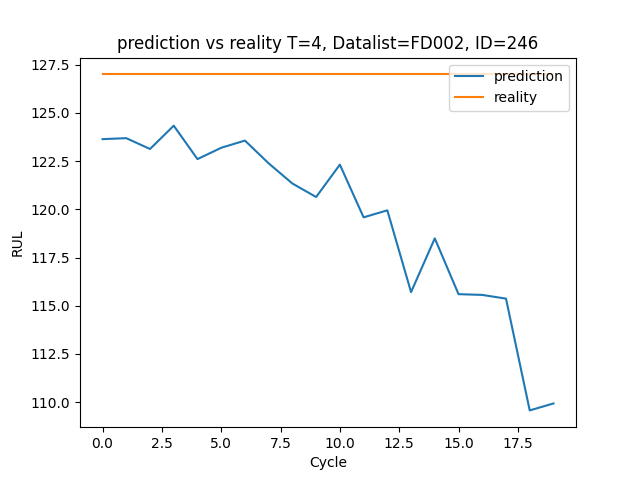 prediction vs reality T=4, Datalist=FD002, ID=246
127.5
125.0
122.5
120.0
117.5
115.0
112.5
110.0
RUL
prediction
reality
0.0 2.5 5.0 7.5 10.0 12.5 15.0 17.5
Cycle